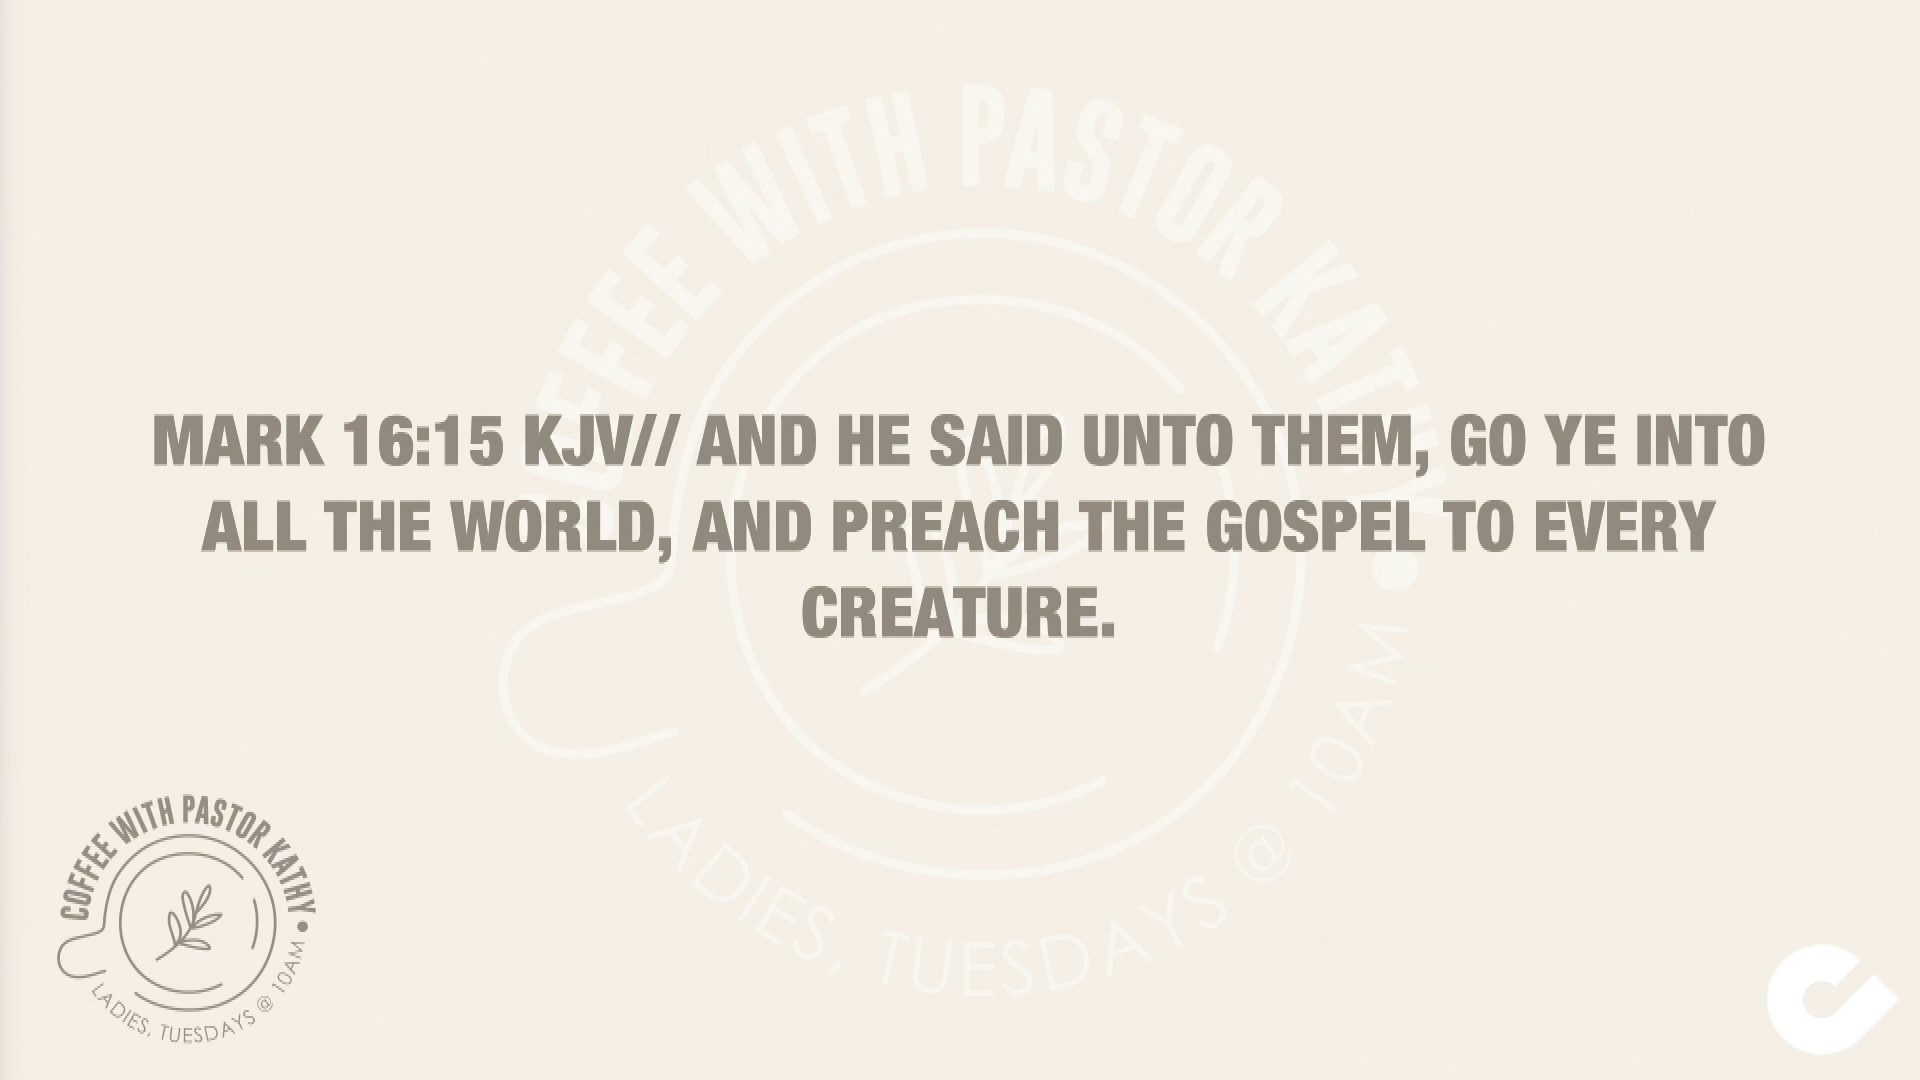 COFFEE WITH PASTOR KATHY •
LADIES, TUESDAYS @ 10AM
MARK 16:15 KJV// AND HE SAID UNTO THEM, GO YE INTO
ALL THE WORLD, AND PREACH THE GOSPEL TO EVERY
CREATURE.
COFFEE WITH PASTOR KATHY •
LADIES, TUESDAYS @ 10AM